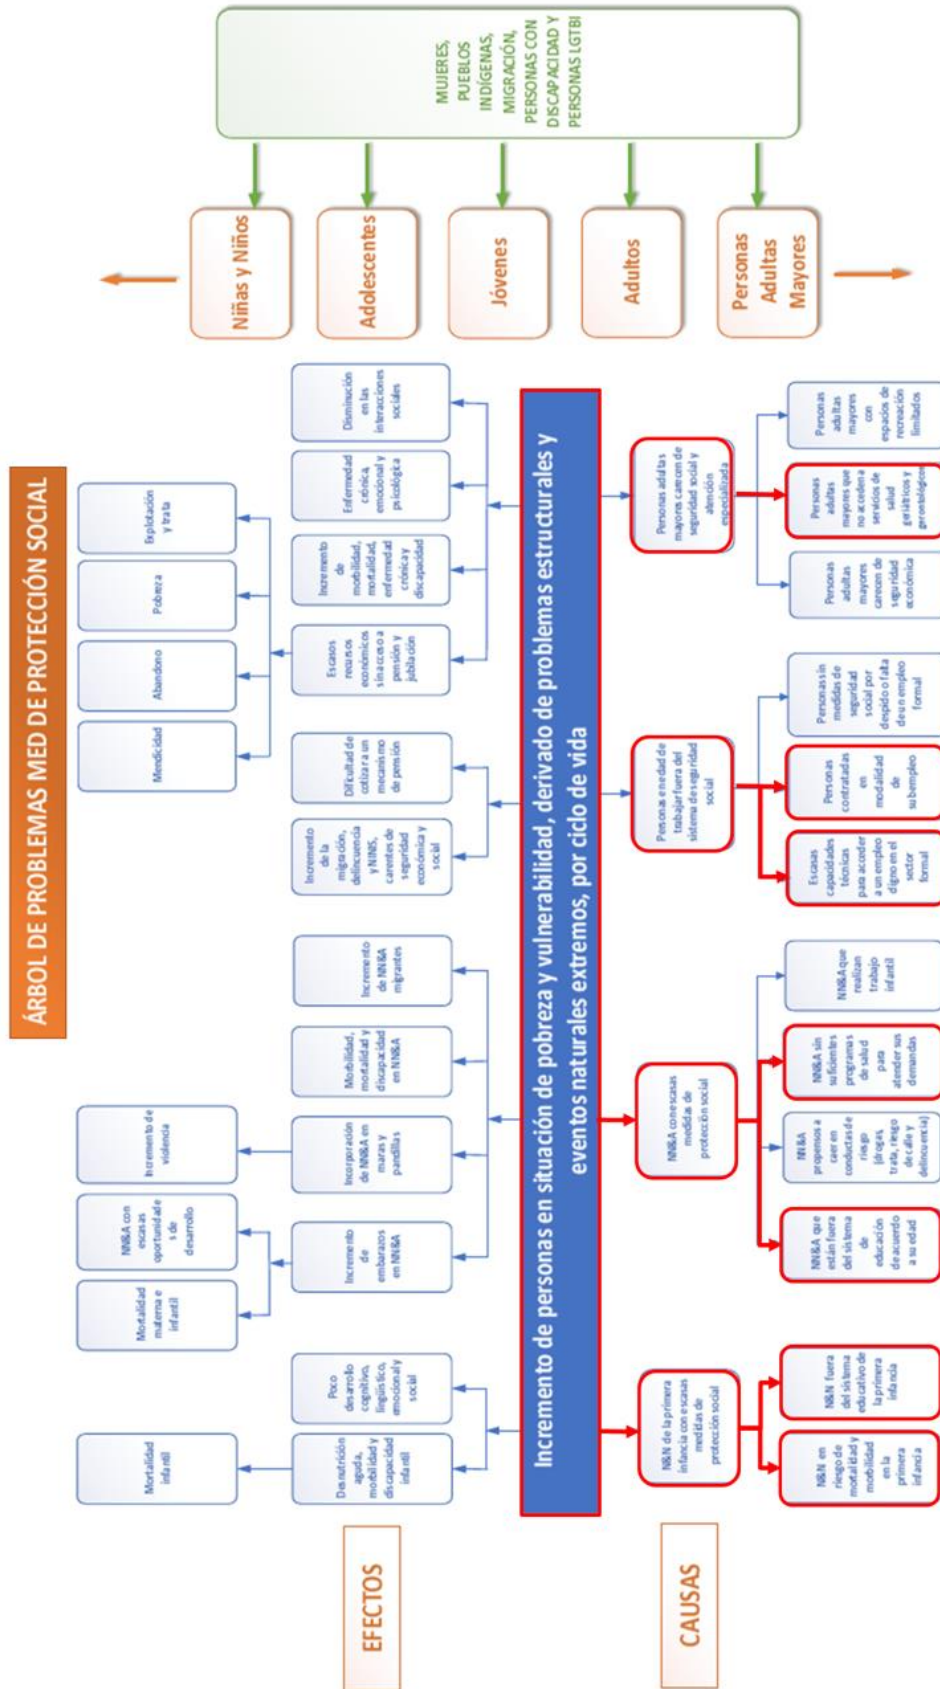 ÁRBOL DE PROBLEMAS MED DE PROTECCIÓN SOCIAL
Mortalidad
infantil
Mortalidad
materna e
infantil
NN&A con
escasas
oportunidade
s de
desarrollo
Incremento de
violencia
Mendicidad
Abandono
Pobreza
Explotación
y trata
EFECTOS
Desnutrición
aguda,
morbilidad y
discapacidad
infantil
Poco
desarrollo
cognitivo,
lingüístico,
emocional y
social
Incremento
de
embarazos
en NN&A
Incorporación
de NN&A en
maras y
pandillas
Morbilidad,
mortalidad y
discapacidad
en NN&A
Incremento
de NN&A
migrantes
Incremento
de la
migración,
delincuencia
y NINIS,
carentes de
seguridad
económica y
social
Dificultad de
cotizar a un
mecanismo
de pensión
Escasos
recursos
económicos
sin acceso a
pensión y
jubilación
Incremento
de
morbilidad,
mortalidad,
enfermedad
crónica y
discapacidad
Enfermedad
crónica,
emocional y
psicológica
Disminución
en las
interacciones
sociales
Incremento de personas en situación de pobreza y vulnerabilidad, derivado de problemas estructurales y
eventos naturales extremos, por ciclo de vida
CAUSAS
N&N de la primera
infancia con escasas
medidas de
protección social
NN&A con escasas
medidas de
protección social
Personas en edad de
trabajar fuera del
sistema de seguridad
social
Personas adultas
mayores carecen de
seguridad social y
atención
especializada
N&N en
riesgo de
mortalidad y
morbilidad
en la
primera
infancia
N&N fuera
del sistema
educativo de
la primera
infancia
NN&A que
están fuera
del sistema
de
educación
de acuerdo
a su edad
NN&A
propensos a
caer en
conductas de
riesgo
(drogas,
trata, riesgo
de calle y
delincuencia)
NN&A sin
suficientes
programas
de salud
para
atender sus
demandas
NN&A que
realizan
trabajo
infantil
Escasas
capacidades
técnicas
para acceder
a un empleo
digno en el
sector
formal
Personas
contratadas
en
modalidad
de
subempleo
Personas sin
medidas de
seguridad
social por
despido o falta
de un empleo
formal
Personas
adultas
mayores
carecen de
seguridad
económica
Personas
adultas
mayores que
no acceden a
servicios de
salud
geriátricos y
gerontológicos
Personas
adultas
mayores
con
espacios de
recreación
limitados
Niñas y Niños
Adolescentes
Jóvenes
Adultos
Personas
Adultas
Mayores
MUJERES,
PUEBLOS
INDÍGENAS,
MIGRACIÓN,
PERSONAS CON
DISCAPACIDAD Y
PERSONAS LGTBI